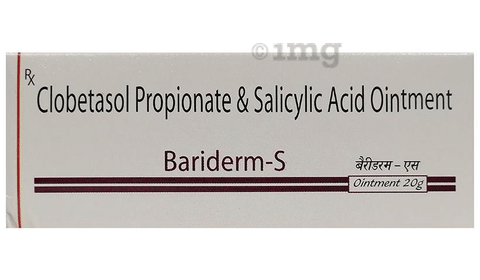 1mg
Rx
Clobetasol Propionate & Salicylic Acid Ointment
Bariderm-S
बैरीडरम - एस
Ointment 20g